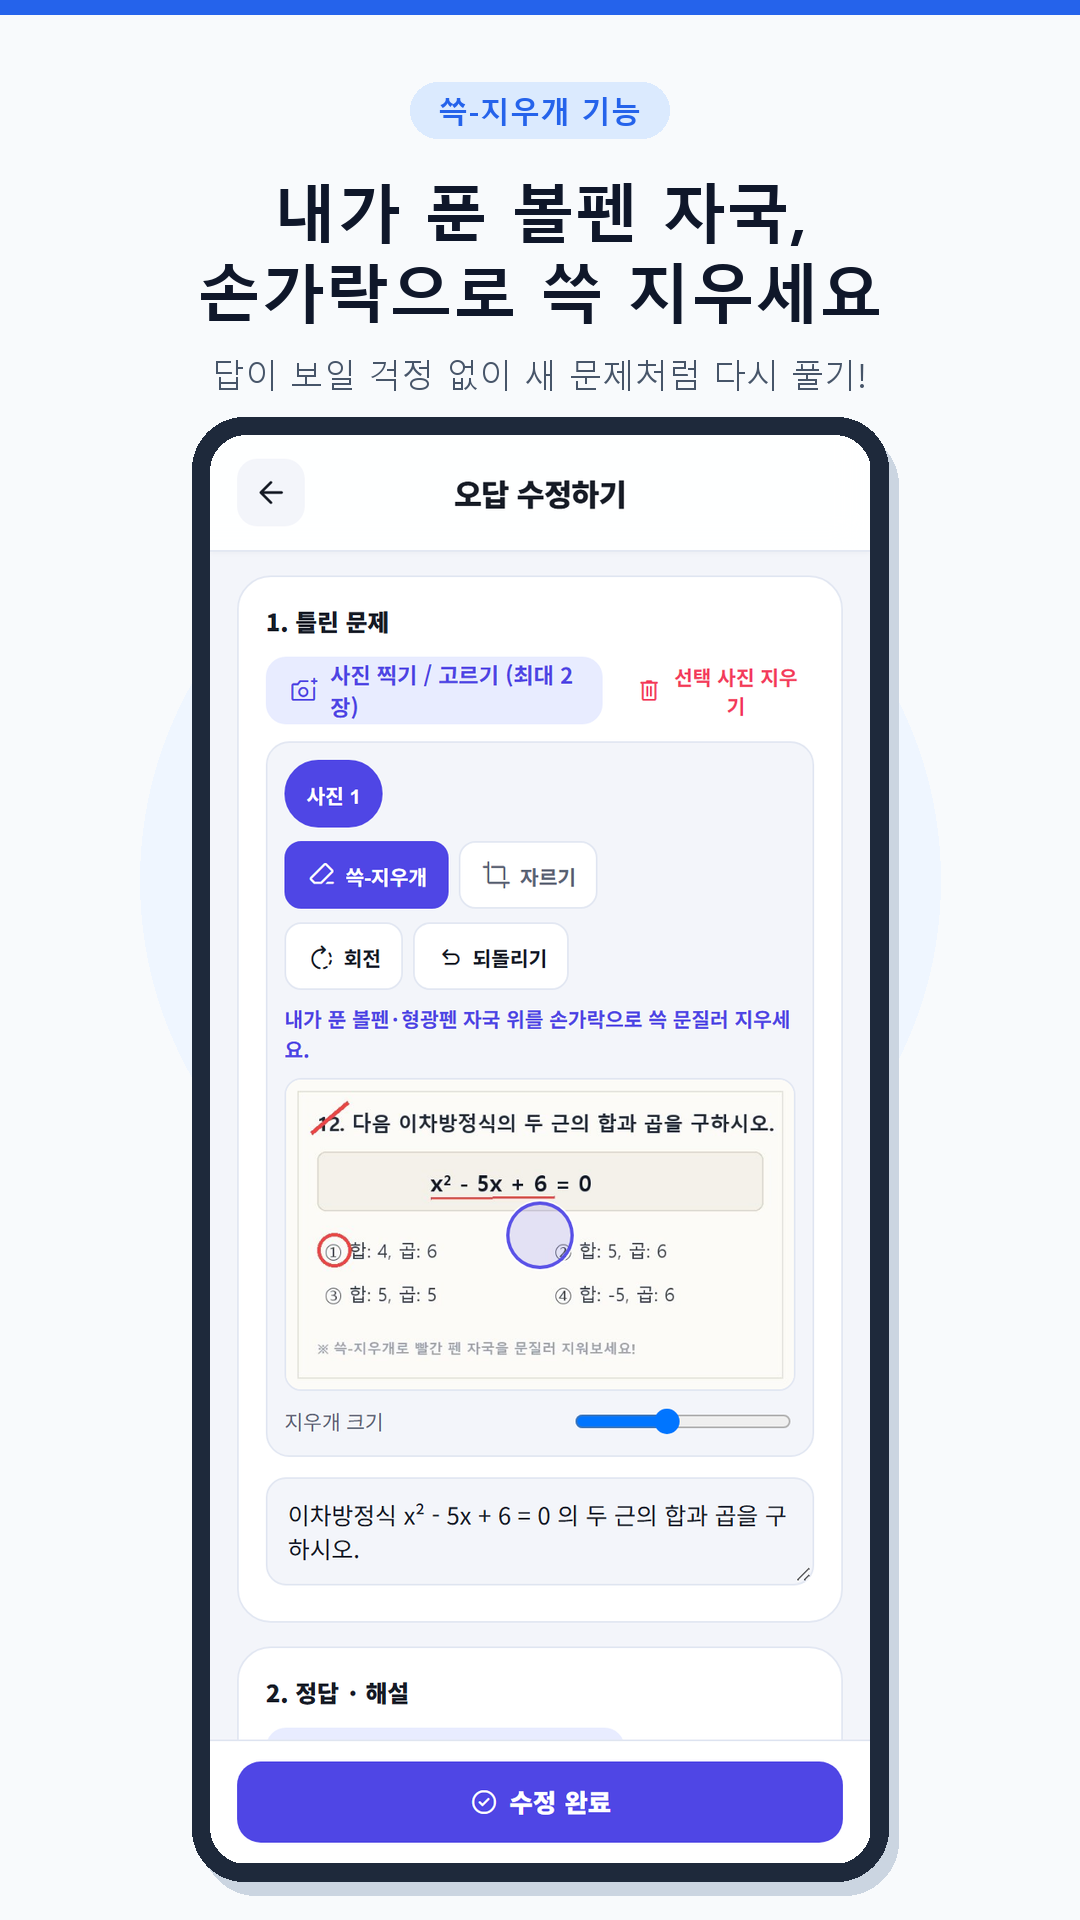 쓱-지우개 기능
내가 푼 볼펜 자국,
손가락으로 쓱 지우세요
답이 보일 걱정 없이 새 문제처럼 다시 풀기!
오답 수정하기
1. 틀린 문제
사진 찍기 / 고르기 (최대 2
장)
선택 사진 지우
기
사진 1
쓱-지우개
자르기
회전
되돌리기
내가 푼 볼펜·형광펜 자국 위를 손가락으로 쓱 문질러 지우세
요.
12. 다음 이차방정식의 두 근의 합과 곱을 구하시오.
x² - 5x + 6 = 0
① 합: 4, 곱: 6
② 합: 5, 곱: 6
③ 합: 5, 곱: 5
④ 합: -5, 곱: 6
※ 쓱-지우개로 빨간 펜 자국을 문질러 지워보세요!
지우개 크기
이차방정식 x² - 5x + 6 = 0 의 두 근의 합과 곱을 구
하시오.
2. 정답 · 해설
수정 완료